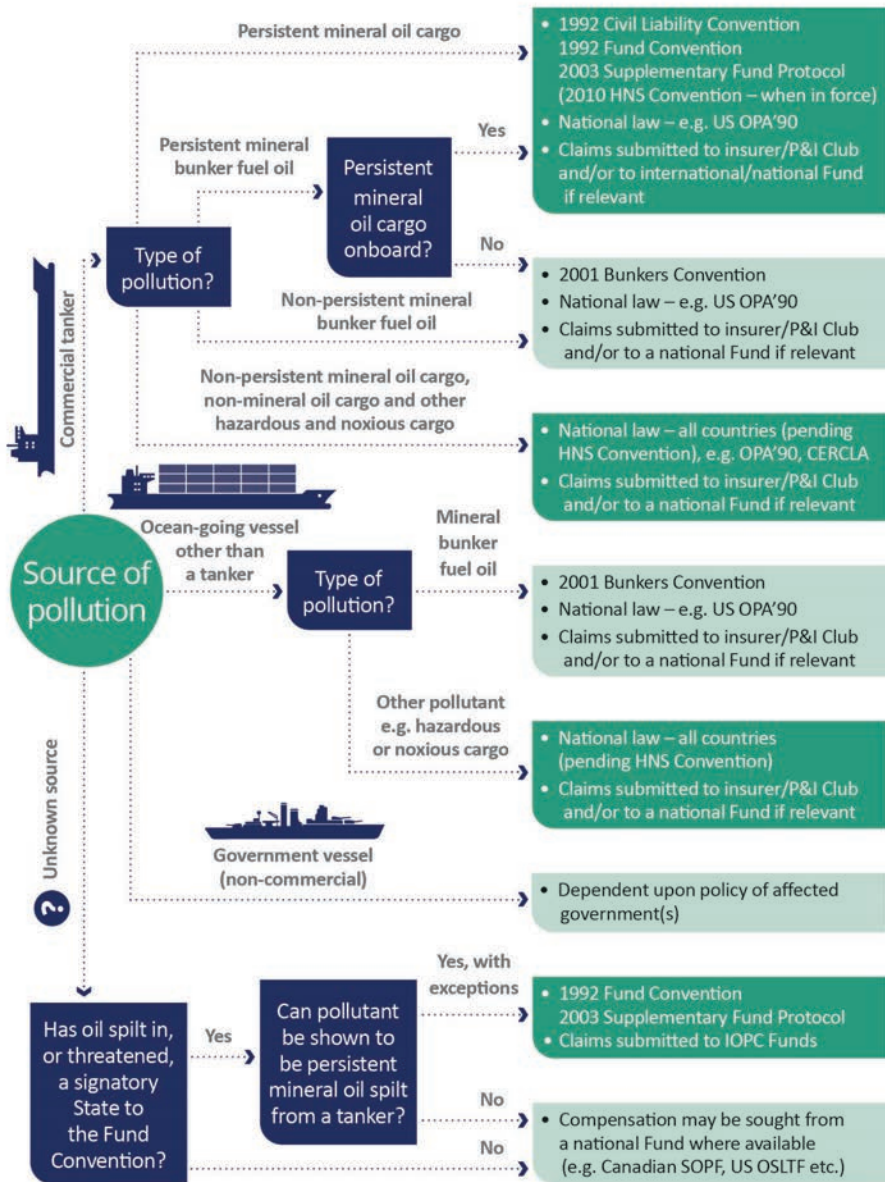 Persistent mineral oil cargo
• 1992 Civil Liability Convention
1992 Fund Convention
2003 Supplementary Fund Protocol
(2010 HNS Convention – when in force)
• National law – e.g. US OPA'90
• Claims submitted to insurer/P&I Club
and/or to international/national Fund
if relevant
Persistent mineral
bunker fuel oil
Persistent
mineral
oil cargo
onboard?
Yes
No
Type of
pollution?
Commercial tanker
• 2001 Bunkers Convention
• National law – e.g. US OPA'90
• Claims submitted to insurer/P&I Club
and/or to a national Fund if relevant
Non-persistent mineral
bunker fuel oil
Non-persistent mineral oil cargo,
non-mineral oil cargo and other
hazardous and noxious cargo
• National law – all countries (pending
HNS Convention), e.g. OPA'90, CERCLA
• Claims submitted to insurer/P&I Club
and/or to a national Fund if relevant
Source of
pollution
Ocean-going vessel
other than
a tanker
Type of
pollution?
Mineral
bunker
fuel oil
• 2001 Bunkers Convention
• National law – e.g. US OPA'90
• Claims submitted to insurer/P&I Club
and/or to a national Fund if relevant
Other pollutant
e.g. hazardous
or noxious cargo
• National law – all countries
(pending HNS Convention)
• Claims submitted to insurer/P&I Club
and/or to a national Fund if relevant
? Unknown source
Government vessel
(non-commercial)
• Dependent upon policy of affected
government(s)
Has oil spilt in,
or threatened,
a signatory
State to
the Fund
Convention?
Yes
Can pollutant
be shown to
be persistent
mineral oil spilt
from a tanker?
Yes, with
exceptions
• 1992 Fund Convention
2003 Supplementary Fund Protocol
• Claims submitted to IOPC Funds
No
No
• Compensation may be sought from
a national Fund where available
(e.g. Canadian SOPF, US OSLTF etc.)